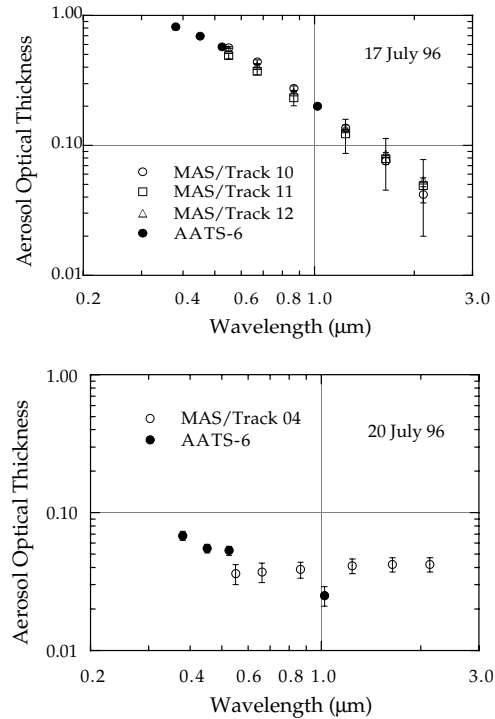 1.00
0.10
0.01
Aerosol Optical Thickness
17 July 96
MAS/Track 10
MAS/Track 11
MAS/Track 12
AATS-6
0.2 0.4 0.6 0.8 1.0 3.0
Wavelength (µm)
1.00
0.10
0.01
Aerosol Optical Thickness
MAS/Track 04
AATS-6
20 July 96
0.2 0.4 0.6 0.8 1.0 3.0
Wavelength (µm)